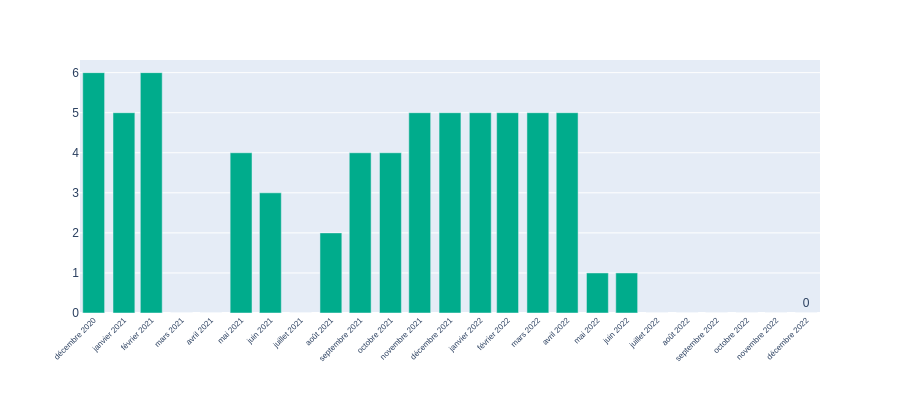 6
5
4
3
2
1
0
0
décembre 2020
janvier 2021
février 2021
mars 2021
avril 2021
mai 2021
juin 2021
juillet 2021
août 2021
septembre 2021
octobre 2021
novembre 2021
décembre 2021
janvier 2022
février 2022
mars 2022
avril 2022
mai 2022
juin 2022
juillet 2022
août 2022
septembre 2022
octobre 2022
novembre 2022
décembre 2022